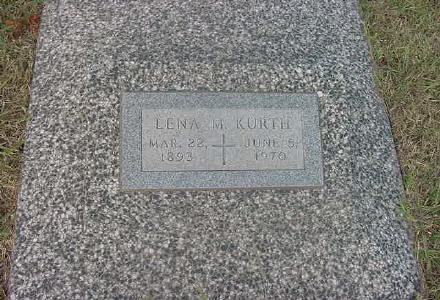 LENA M. KURTH
MAR. 22, JUNE 5,
1893 1970